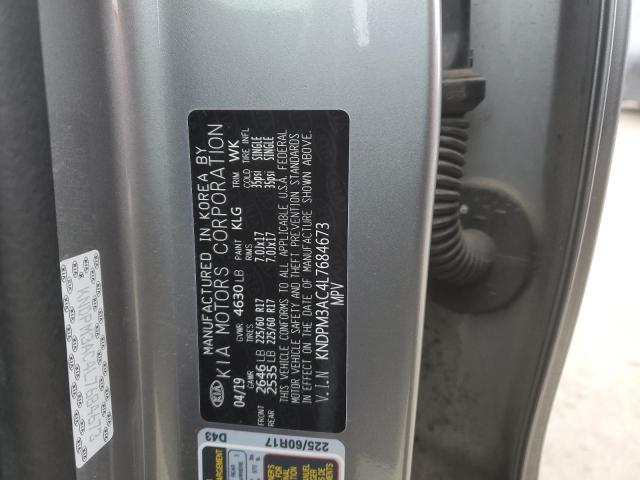 KIA
MANUFACTURED IN KOREA BY
KIA MOTORS CORPORATION
04/19 GVWR 4630 LB PAINT KLG TRIM WK
GAWR TIRES RIMS COLD TIRE INFL
FRONT 2646 LB 225/60 R17 7.0Jx17 35psi SINGLE
REAR 2535 LB 225/60 R17 7.0Jx17 35psi SINGLE
THIS VEHICLE CONFORMS TO ALL APPLICABLE U.S.A. FEDERAL
MOTOR VEHICLE SAFETY AND THEFT PREVENTION STANDARDS
IN EFFECT ON THE DATE OF MANUFACTURE SHOWN ABOVE.
V.I.N KNDPM3AC4L7684673
MPV
KNDPM3AC4L7684673
D43
225/60R17